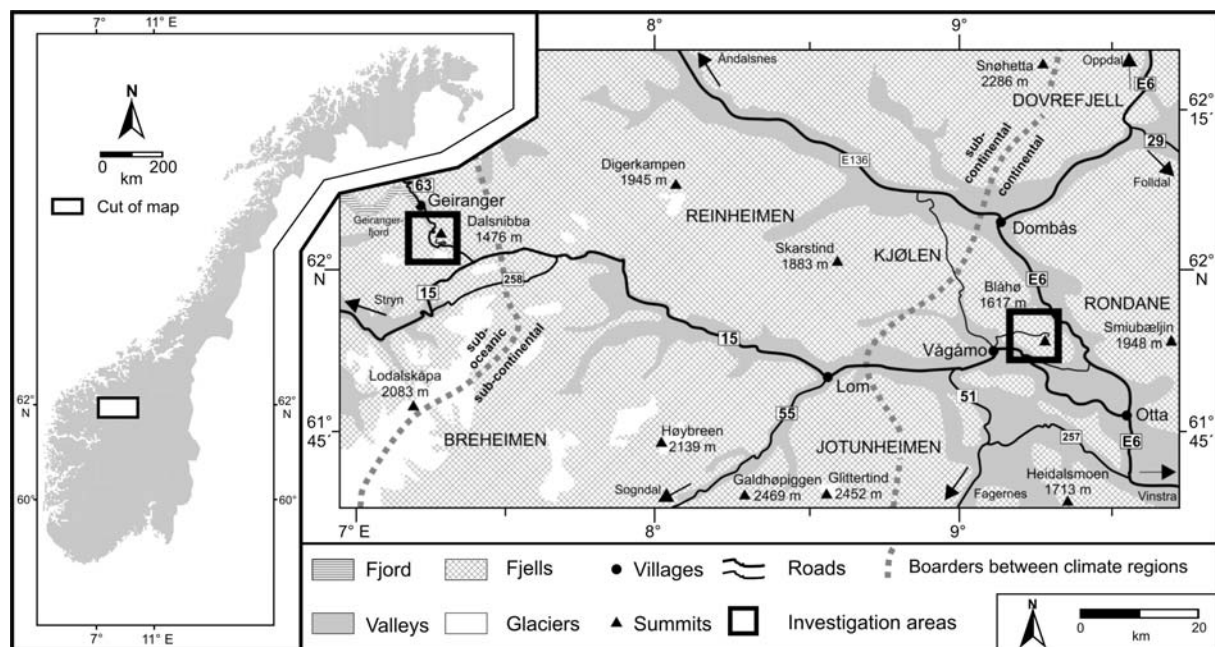 7° 11° E
N
0 200
km
Cut of map
62°
N
60°
62°
N
60°
7° 11° E
8° 9°
Åndalsnes
Snøhetta
2286 m
Oppdal
E6
DOVREFJELL
62°
15´
29
Folldal
sub-
continental
continental
E136
Digerkampen
1945 m
63
Geiranger
Geiranger-
fjord
Dalsnibba
1476 m
REINHEIMEN
Skarstind
1883 m
KJØLEN
Dombås
62°
N
62°
N
258
15
Stryn
E6
Blåhø
1617 m
RONDANE
Smiubæljin
1948 m
sub-
oceanic
sub-continental
15
Vågåmo
Lodalskåpa
2083 m
Lom
51
Otta
55
61°
45´
61°
45´
BREHEIMEN
Høybreen
2139 m
JOTUNHEIMEN
257
E6
Sogndal
Galdhøpiggen
2469 m
Glittertind
2452 m
Fagernes
Heidalsmoen
1713 m
Vinstra
7° E 8° 9°
Fjord Fjells Villages Roads Boarders between climate regions
Valleys Glaciers Summits Investigation areas
N
0 20
km